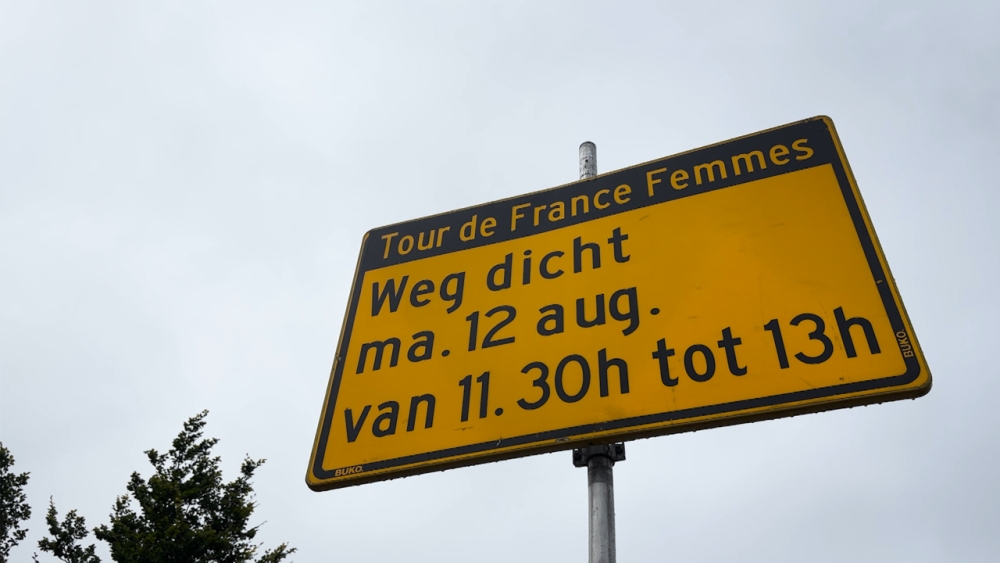 Tour de France Femmes
Weg dicht
ma. 12 aug.
van 11.30h tot 13h
BUKO.
BUKO.